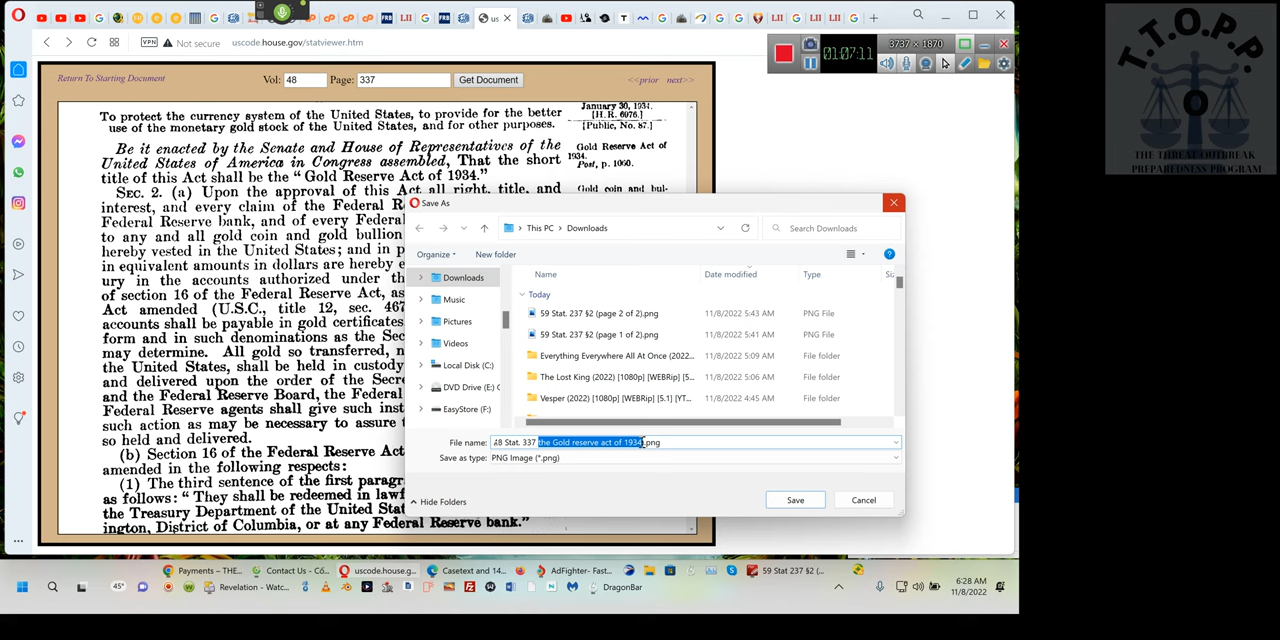 us
VPN Not secure uscode.house.gov/statviewer.htm
3737 × 1870
01:07:11
Return To Starting Document Vol: 48 Page: 337 Get Document <<prior next>>
To protect the currency system of the United States, to provide for the better
use of the monetary gold stock of the United States, and for other purposes.
January 30, 1934.
[H.R. 6976.]
[Public, No. 87.]
Be it enacted by the Senate and House of Representatives of the
United States of America in Congress assembled, That the short
title of this Act shall be the “ Gold Reserve Act of 1934.”
Gold Reserve Act of
1934.
Post, p. 1060.
SEC. 2. (a) Upon the approval of this Act all right, title, and
Gold coin and bul-
interest, and every claim of the Federal R
Federal Reserve bank, and of every Federal
to any and all gold coin and gold bullion
hereby vested in the United States; and in p
in equivalent amounts in dollars are hereby e
ury in the accounts authorized under th
of section 16 of the Federal Reserve Act, as
Act amended (U.S.C., title 12, sec. 467
accounts shall be payable in gold certificates
form and in such denominations as the Sec
may determine. All gold so transferred, n
the United States, shall be held in custody
and delivered upon the order of the Secre
and the Federal Reserve Board, the Federal
Federal Reserve agents shall give such inst
such action as may be necessary to assure t
so held and delivered.
(b) Section 16 of the Federal Reserve Act
amended in the following respects:
(1) The third sentence of the first paragra
as follows: “ They shall be redeemed in lawf
the Treasury Department of the United States
ington, District of Columbia, or at any Federal Reserve bank.”
Save As
This PC Downloads Search Downloads
Organize New folder
Downloads
Music
Pictures
Videos
Local Disk (C:)
DVD Drive (E:) C
EasyStore (F:)
Name Date modified Type Siz
Today
59 Stat. 237 §2 (page 2 of 2).png 11/8/2022 5:43 AM PNG File
59 Stat. 237 §2 (page 1 of 2).png 11/8/2022 5:41 AM PNG File
Everything Everywhere All At Once (2022... 11/8/2022 5:09 AM File folder
The Lost King (2022) [1080p] [WEBRip] [5... 11/8/2022 5:06 AM File folder
Vesper (2022) [1080p] [WEBRip] [5.1] [YT... 11/8/2022 4:45 AM File folder
File name: 48 Stat. 337 the Gold reserve act of 1934.png
Save as type: PNG Image (*.png)
Hide Folders Save Cancel
Payments – THE... Contact Us - Có... uscode.house.g... Casetext and 14... AdFighter- Fast... 59 Stat 237 §2 (...
45° Revelation - Watc... DragonBar
6:28 AM
11/8/2022
T.T.O.P.P.
THE THREAT OUTBREAK
PREPAREDNESS PROGRAM